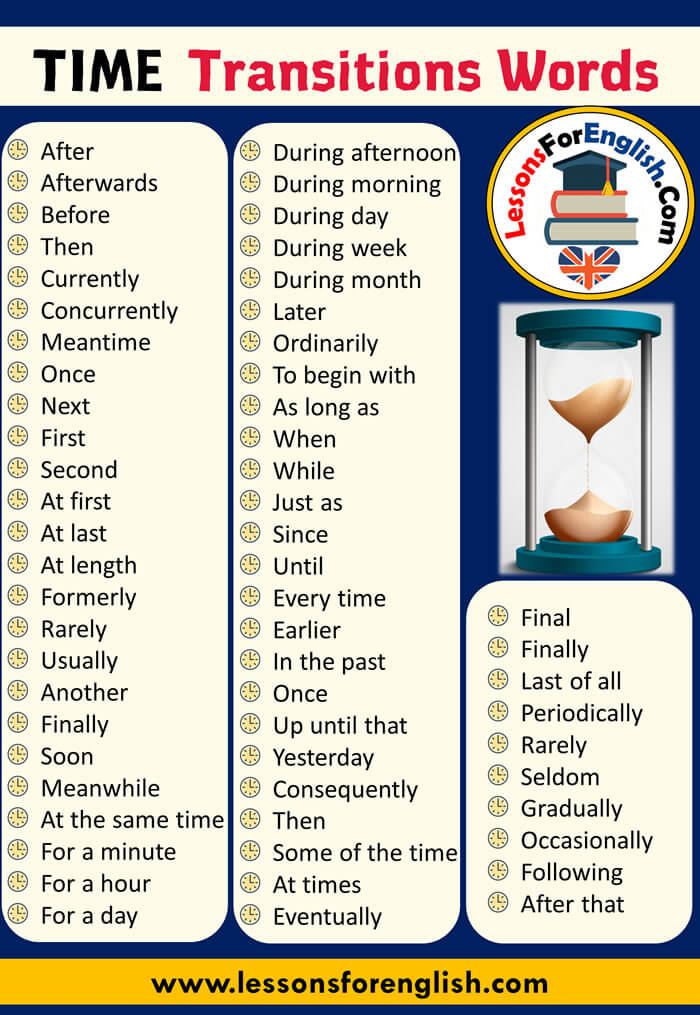 TIME Transitions Words
After
Afterwards
Before
Then
Currently
Concurrently
Meantime
Once
Next
First
Second
At first
At last
At length
Formerly
Rarely
Usually
Another
Finally
Soon
Meanwhile
At the same time
For a minute
For a hour
For a day
During afternoon
During morning
During day
During week
During month
Later
Ordinarily
To begin with
As long as
When
While
Just as
Since
Until
Every time
Earlier
In the past
Once
Up until that
Yesterday
Consequently
Then
Some of the time
At times
Eventually
LessonsForEnglish.Com
Final
Finally
Last of all
Periodically
Rarely
Seldom
Gradually
Occasionally
Following
After that
www.lessonsforenglish.com